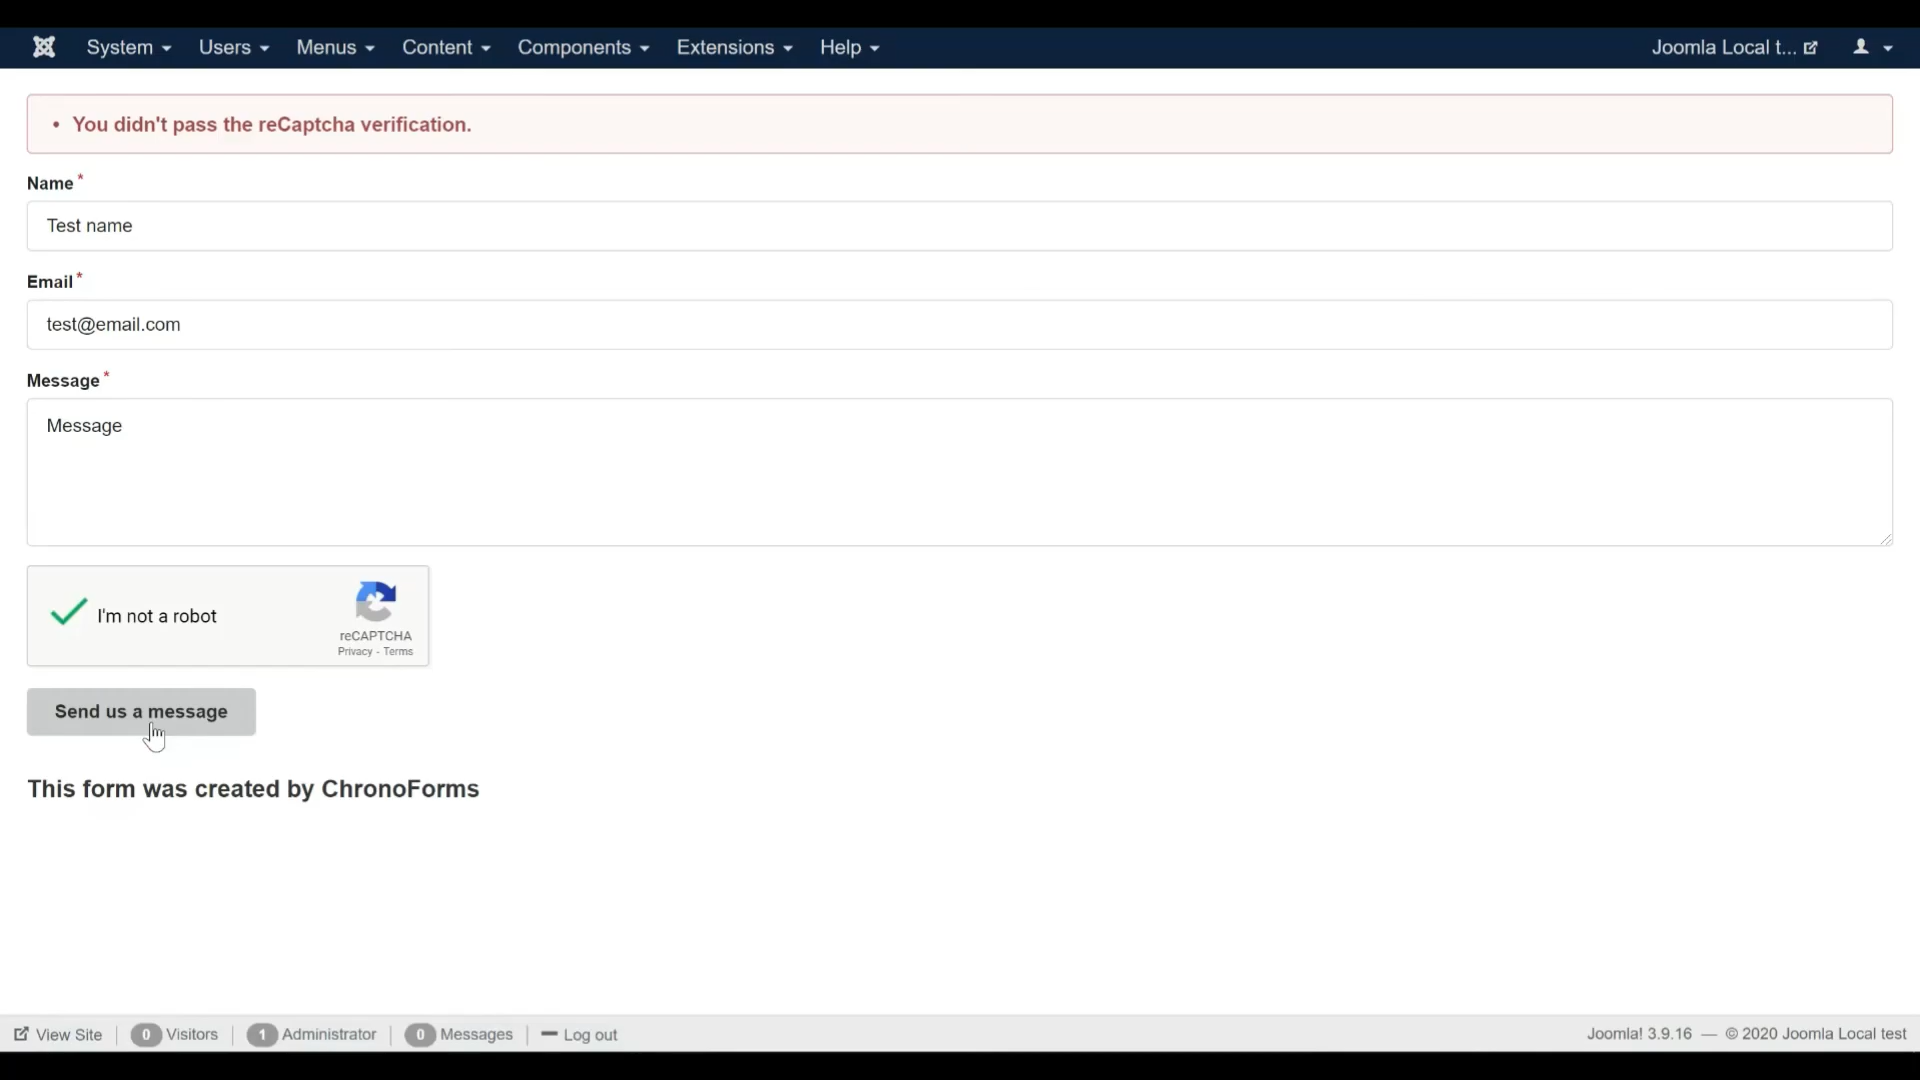 System Users Menus Content Components Extensions Help Joomla Local t...
• You didn't pass the reCaptcha verification.
Name *
Test name
Email *
test@email.com
Message *
Message
I'm not a robot
reCAPTCHA
Privacy - Terms
Send us a message
This form was created by ChronoForms
View Site 0 Visitors 1 Administrator 0 Messages Log out Joomla! 3.9.16 — © 2020 Joomla Local test